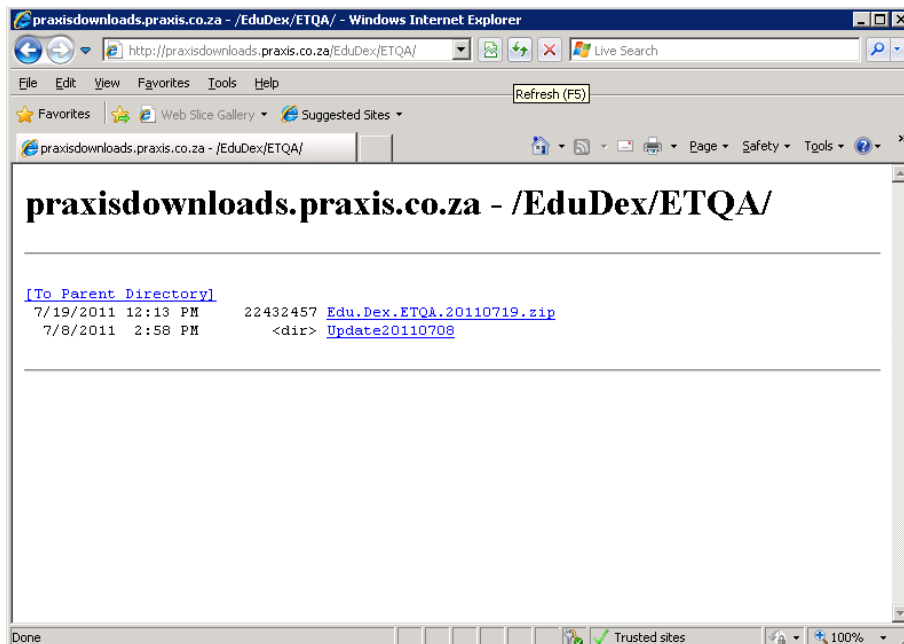 praxisdownloads.praxis.co.za - /EduDex/ETQA/ - Windows Internet Explorer
http://praxisdownloads.praxis.co.za/EduDex/ETQA/ Live Search
File Edit View Favorites Tools Help
Refresh (F5)
Favorites Web Slice Gallery Suggested Sites
praxisdownloads.praxis.co.za - /EduDex/ETQA/ Page Safety Tools
praxisdownloads.praxis.co.za - /EduDex/ETQA/
[To Parent Directory]
7/19/2011 12:13 PM 22432457 Edu.Dex.ETQA.20110719.zip
7/8/2011 2:58 PM <dir> Update20110708
Done Trusted sites 100%